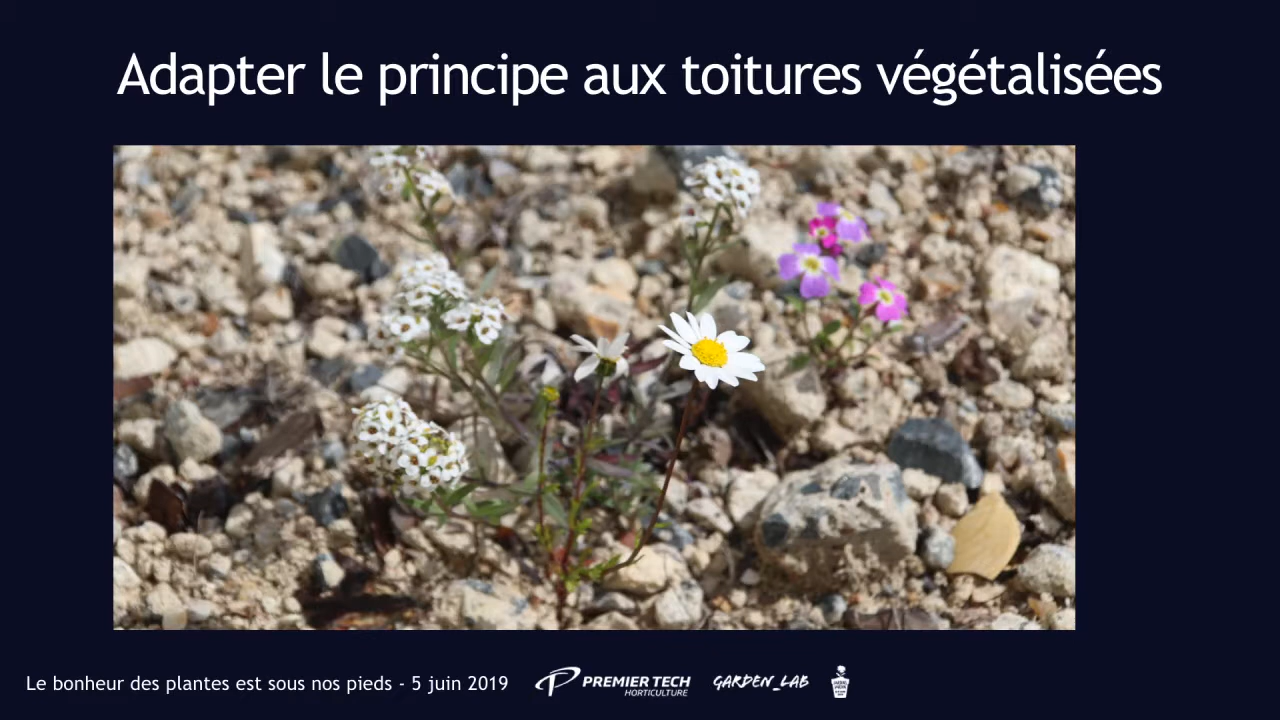 Adapter le principe aux toitures végétalisées
Le bonheur des plantes est sous nos pieds - 5 juin 2019
PREMIER TECH
HORTICULTURE
GARDEN_LAB